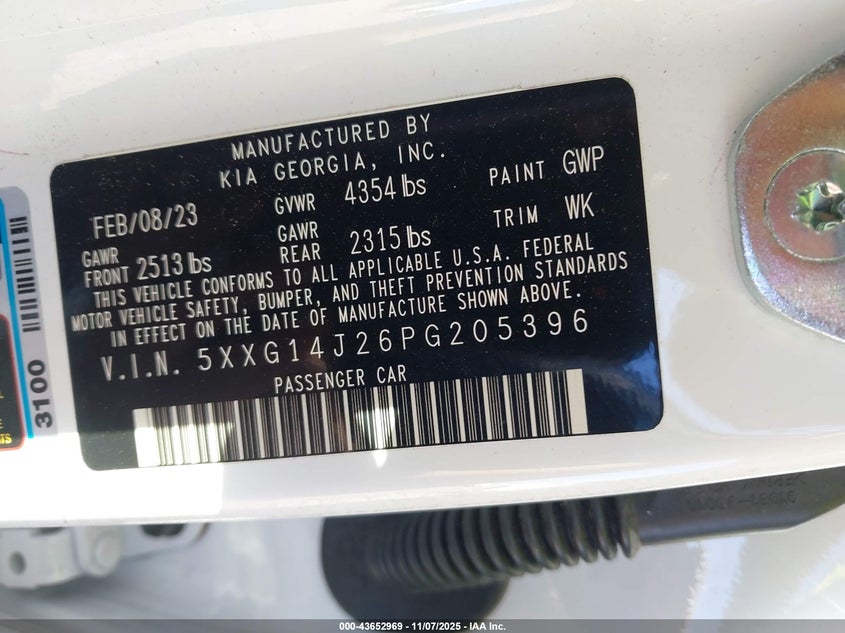 MANUFACTURED BY
KIA GEORGIA, INC.
FEB/08/23 GVWR 4354 lbs PAINT GWP
GAWR FRONT 2513 lbs GAWR REAR 2315 lbs TRIM WK
THIS VEHICLE CONFORMS TO ALL APPLICABLE U.S.A. FEDERAL
MOTOR VEHICLE SAFETY, BUMPER, AND THEFT PREVENTION STANDARDS
IN EFFECT ON THE DATE OF MANUFACTURE SHOWN ABOVE.
V.I.N. 5XXG14J26PG205396
PASSENGER CAR
3100
000-43652969 - 11/07/2025 - IAA Inc.